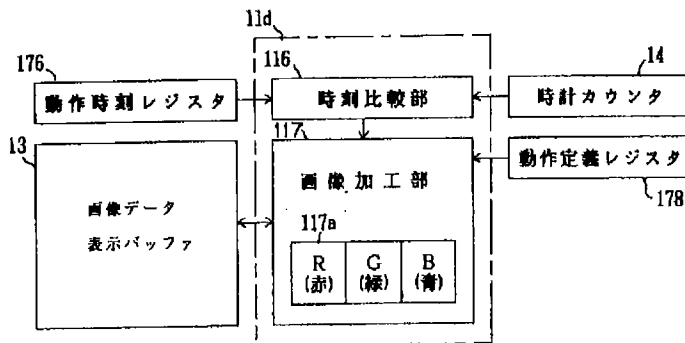 11d
176
116
14
動作時刻レジスタ
時刻比較部
時計カウンタ
13
117
画像データ
表示バッファ
画像加工部
動作定義レジスタ
178
117a
R
(赤)
G
(緑)
B
(青)